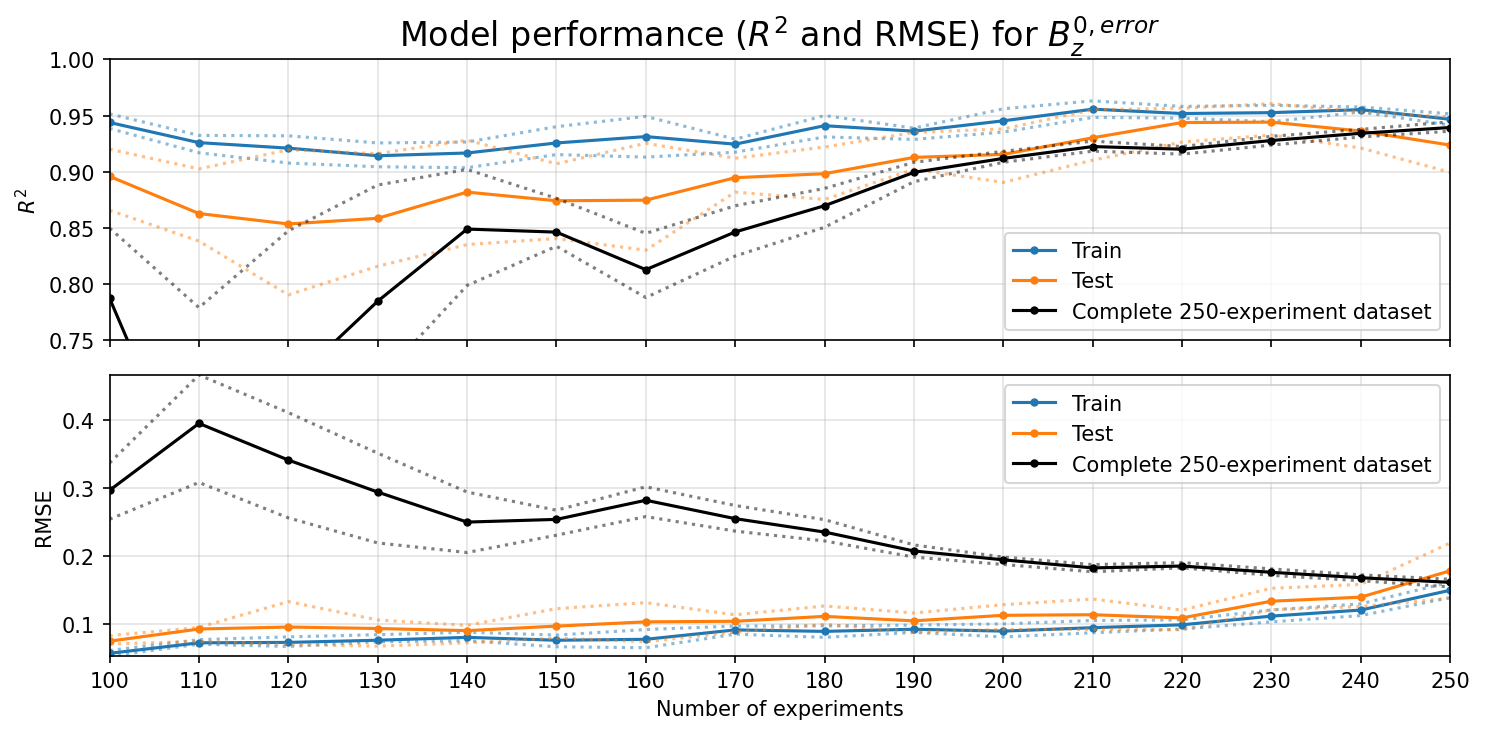 Model performance (R² and RMSE) for B_z^{0, error}
1.00
0.95
0.90
0.85
0.80
0.75
R²
Train
Test
Complete 250-experiment dataset
0.4
0.3
0.2
0.1
RMSE
Train
Test
Complete 250-experiment dataset
100 110 120 130 140 150 160 170 180 190 200 210 220 230 240 250
Number of experiments